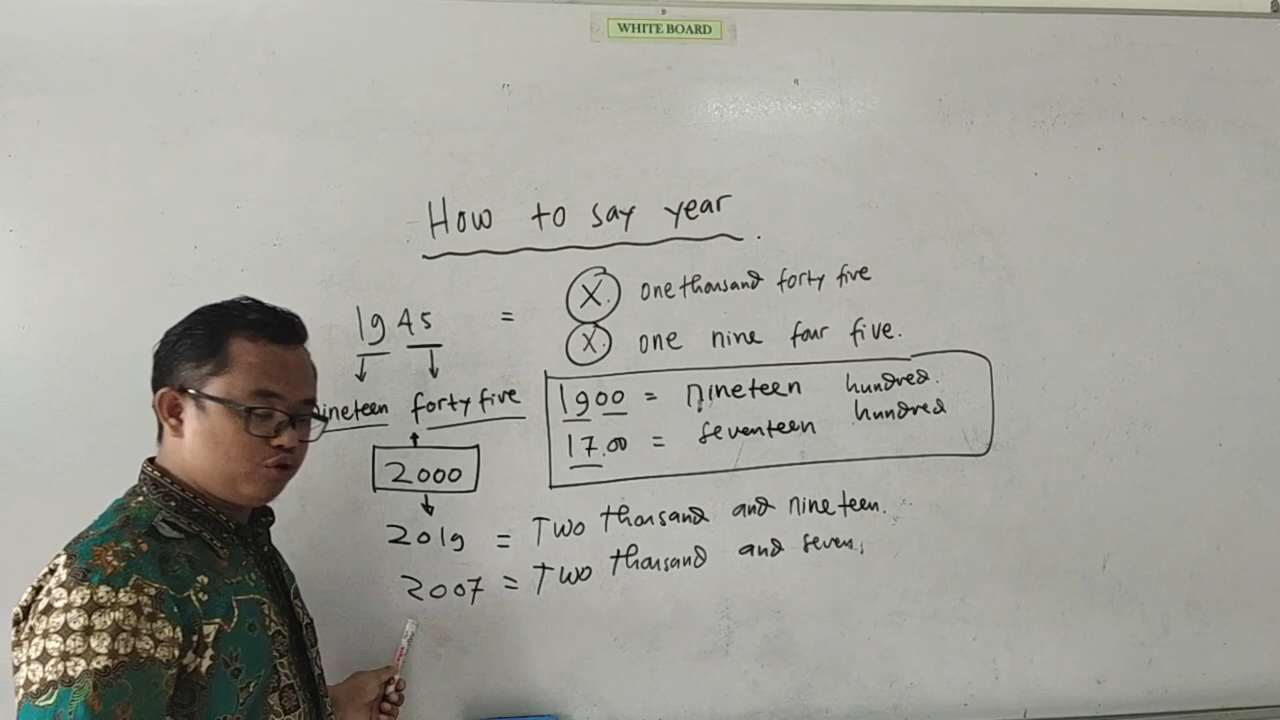 WHITE BOARD
How to say year
1945 = X. one thousand forty five
X. one nine four five.
nineteen forty five
1900 = nineteen hundred.
17.00 = seventeen hundred
2000
2019 = Two thousand and nineteen.
2007 = Two thousand and seven.